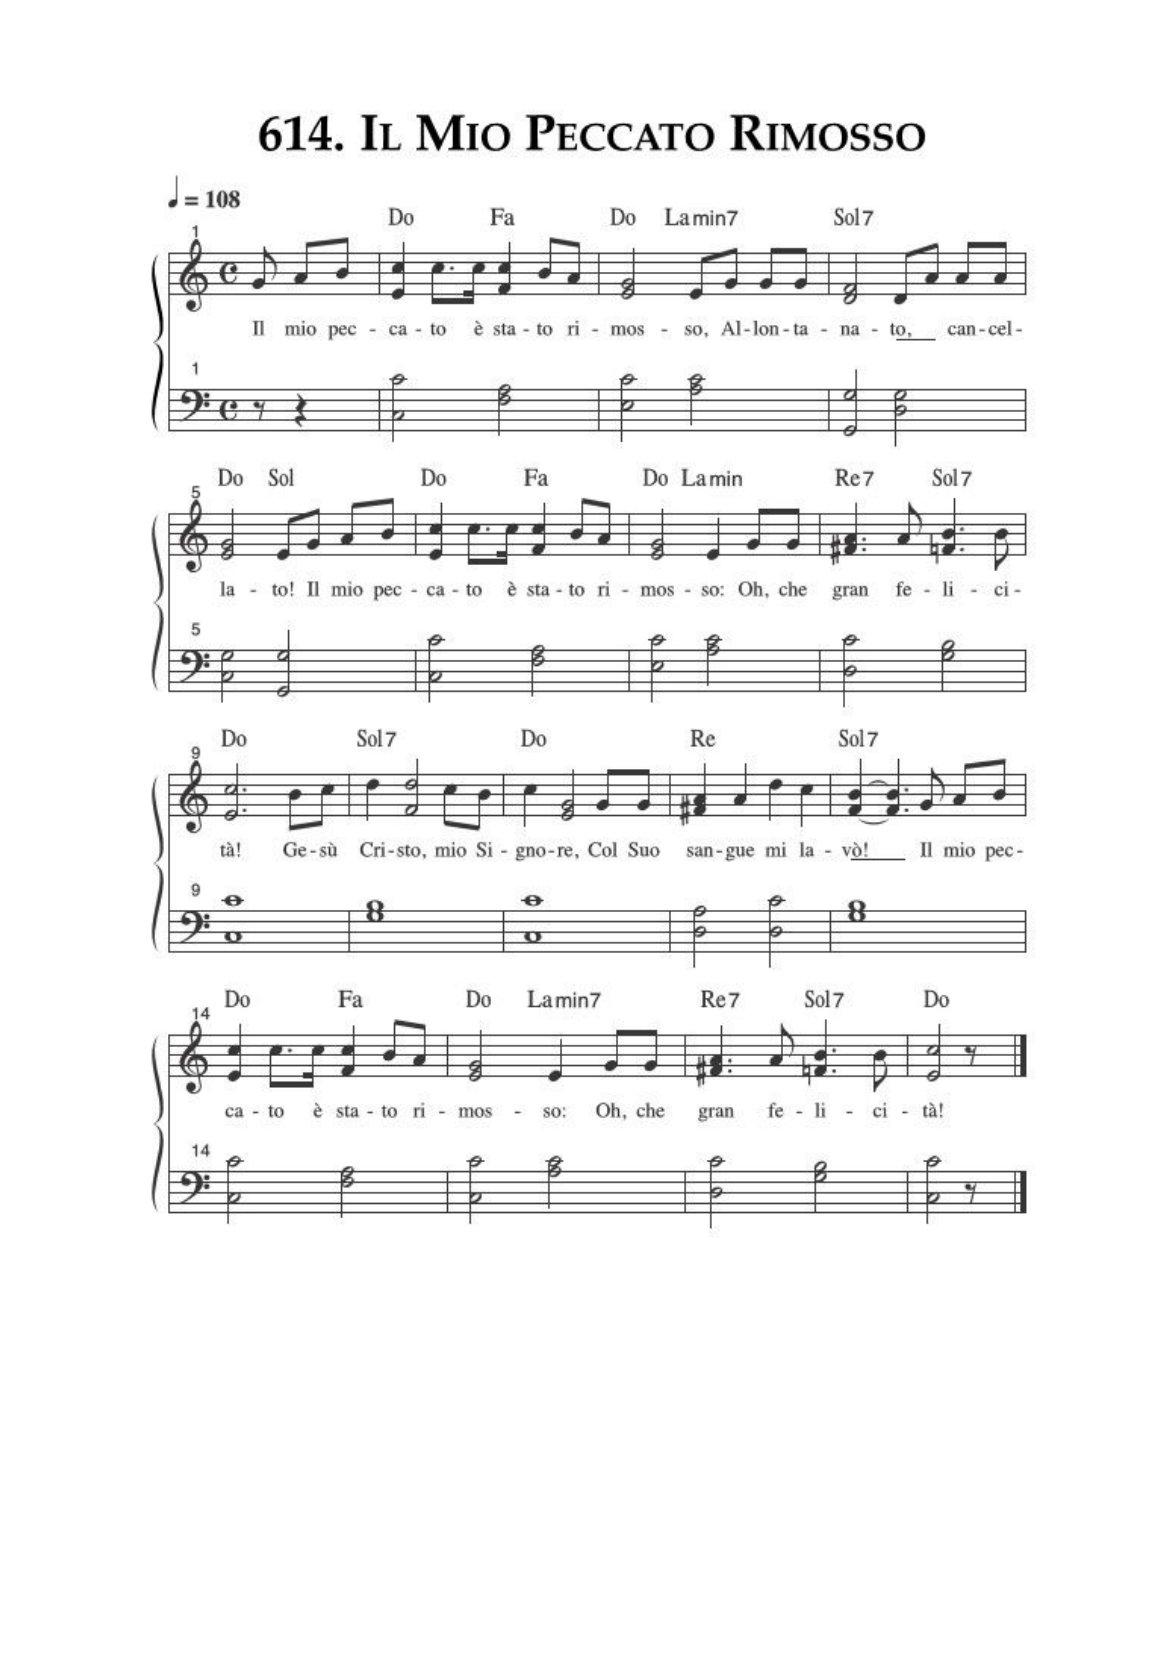 614. IL MIO PECCATO RIMOSSO
♩ = 108
Do Fa Do Lamin7 Sol7
1
Il mio pec - ca - to è sta - to ri - mos - so, Al - lon - ta - na - to,__ can - cel -
1
Do Sol Do Fa Do Lamin Re7 Sol7
5
la - to! Il mio pec - ca - to è sta - to ri - mos - so: Oh, che gran fe - li - ci -
5
Do Sol7 Do Re Sol7
9
tà! Ge - sù Cri - sto, mio Si - gno - re, Col Suo san - gue mi la - vò!__ Il mio pec -
9
Do Fa Do Lamin7 Re7 Sol7 Do
14
ca - to è sta - to ri - mos - so: Oh, che gran fe - li - ci - tà!
14